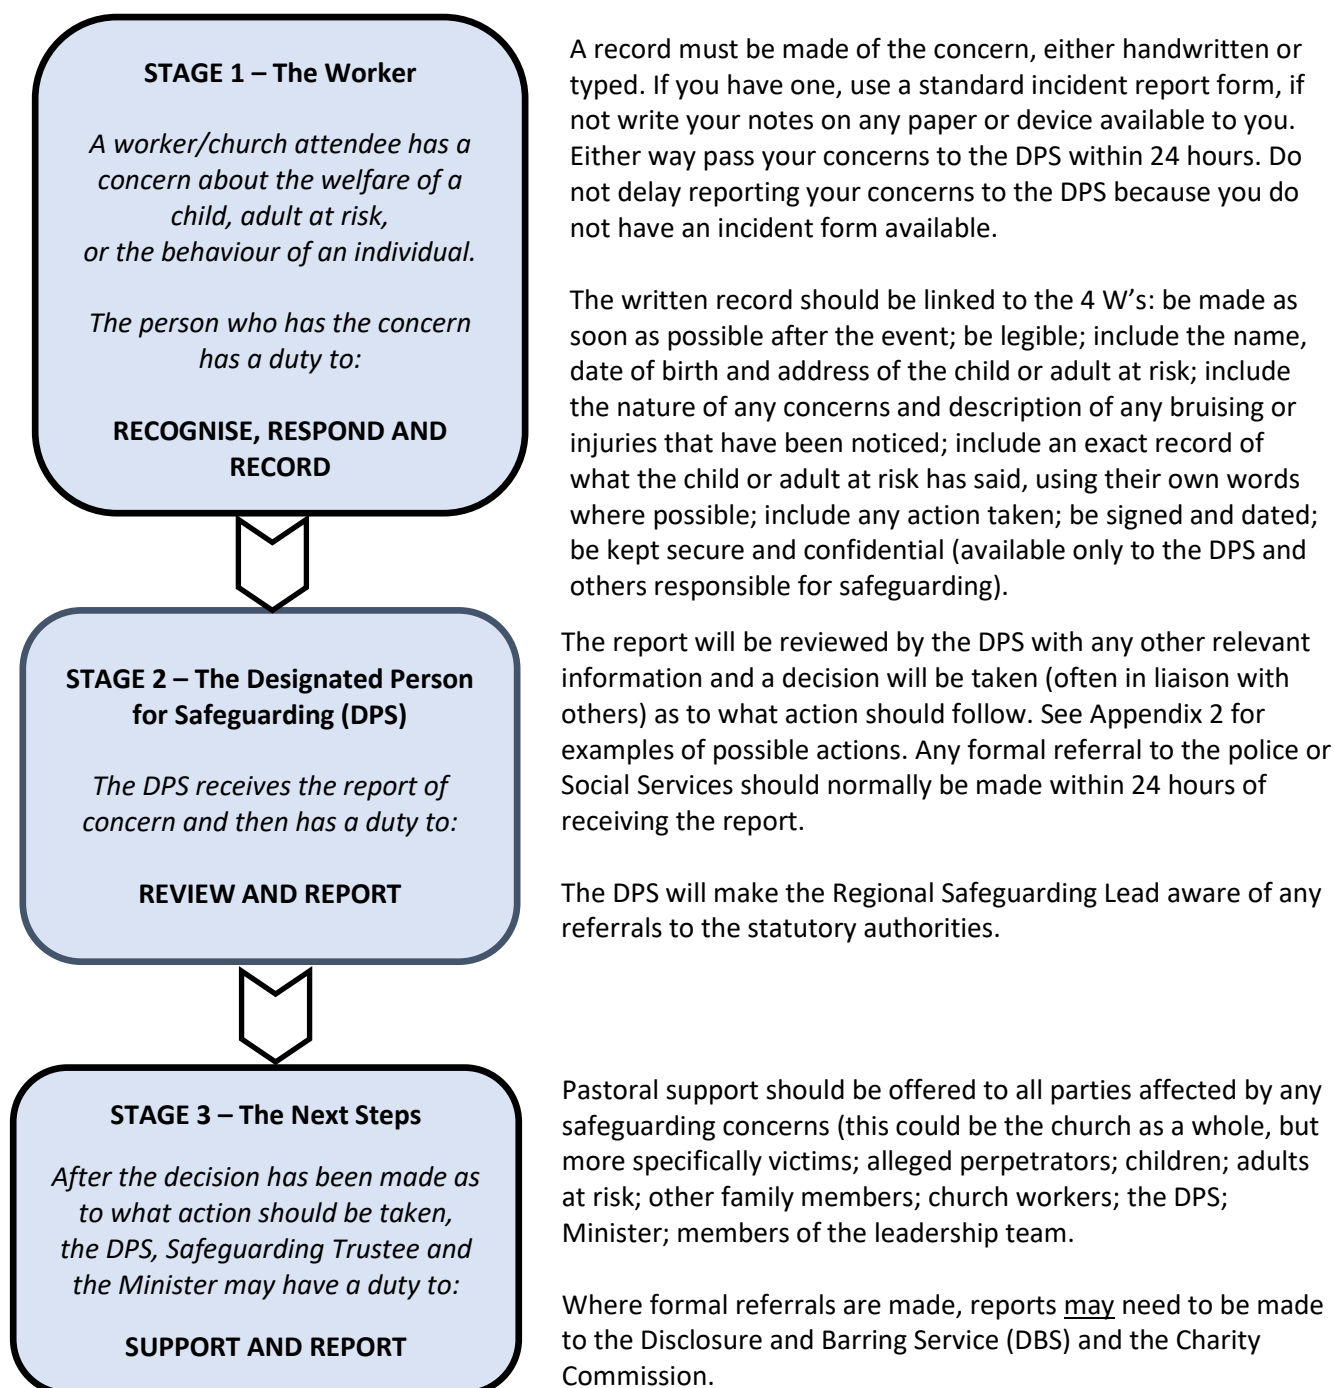 STAGE 1 – The Worker
A worker/church attendee has a
concern about the welfare of a
child, adult at risk,
or the behaviour of an individual.
The person who has the concern
has a duty to:
RECOGNISE, RESPOND AND
RECORD
A record must be made of the concern, either handwritten or
typed. If you have one, use a standard incident report form, if
not write your notes on any paper or device available to you.
Either way pass your concerns to the DPS within 24 hours. Do
not delay reporting your concerns to the DPS because you do
not have an incident form available.
The written record should be linked to the 4 W’s: be made as
soon as possible after the event; be legible; include the name,
date of birth and address of the child or adult at risk; include
the nature of any concerns and description of any bruising or
injuries that have been noticed; include an exact record of
what the child or adult at risk has said, using their own words
where possible; include any action taken; be signed and dated;
be kept secure and confidential (available only to the DPS and
others responsible for safeguarding).
STAGE 2 – The Designated Person
for Safeguarding (DPS)
The DPS receives the report of
concern and then has a duty to:
REVIEW AND REPORT
The report will be reviewed by the DPS with any other relevant
information and a decision will be taken (often in liaison with
others) as to what action should follow. See Appendix 2 for
examples of possible actions. Any formal referral to the police or
Social Services should normally be made within 24 hours of
receiving the report.
The DPS will make the Regional Safeguarding Lead aware of any
referrals to the statutory authorities.
STAGE 3 – The Next Steps
After the decision has been made as
to what action should be taken,
the DPS, Safeguarding Trustee and
the Minister may have a duty to:
SUPPORT AND REPORT
Pastoral support should be offered to all parties affected by any
safeguarding concerns (this could be the church as a whole, but
more specifically victims; alleged perpetrators; children; adults
at risk; other family members; church workers; the DPS;
Minister; members of the leadership team.
Where formal referrals are made, reports may need to be made
to the Disclosure and Barring Service (DBS) and the Charity
Commission.